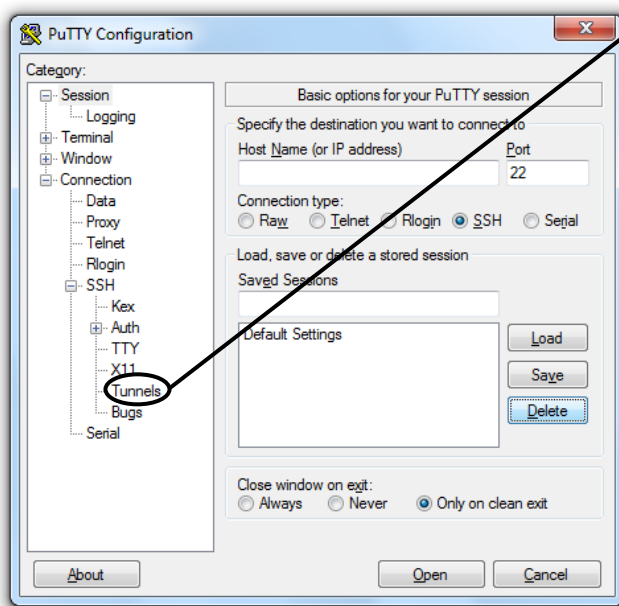 PuTTY Configuration
Category:
Session
Logging
Terminal
Window
Connection
Data
Proxy
Telnet
Rlogin
SSH
Kex
Auth
TTY
X11
Tunnels
Bugs
Serial
Basic options for your PuTTY session
Specify the destination you want to connect to
Host Name (or IP address) Port
22
Connection type:
Raw Telnet Rlogin SSH Serial
Load, save or delete a stored session
Saved Sessions
Default Settings
Load
Save
Delete
Close window on exit:
Always Never Only on clean exit
About Open Cancel